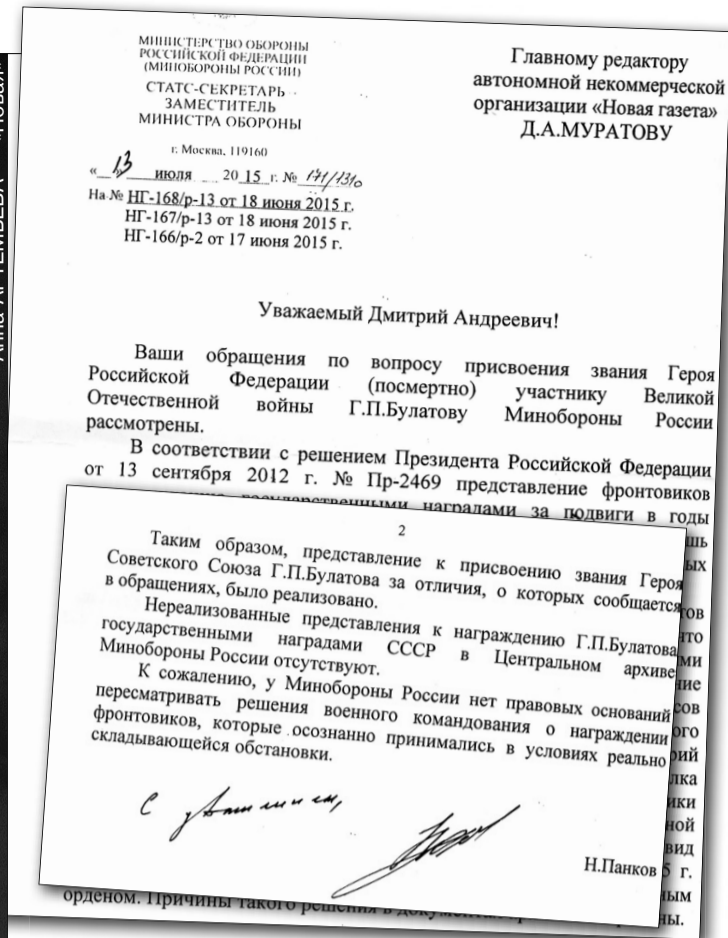 МИНИСТЕРСТВО ОБОРОНЫ
РОССИЙСКОЙ ФЕДЕРАЦИИ
(МИНОБОРОНЫ РОССИИ)
СТАТС-СЕКРЕТАРЬ
ЗАМЕСТИТЕЛЬ
МИНИСТРА ОБОРОНЫ
г. Москва, 119160
«13 июля 2015 г. № 171/1310
На № НГ-168/р-13 от 18 июня 2015 г.
НГ-167/р-13 от 18 июня 2015 г.
НГ-166/р-2 от 17 июня 2015 г.
Главному редактору
автономной некоммерческой
организации «Новая газета»
Д.А.МУРАТОВУ
Уважаемый Дмитрий Андреевич!
Ваши обращения по вопросу присвоения звания Героя
Российской Федерации (посмертно) участнику Великой
Отечественной войны Г.П.Булатову Минобороны России
рассмотрены.
В соответствии с решением Президента Российской Федерации
от 13 сентября 2012 г. № Пр-2469 представление фронтовиков
государственными наградами за подвиги в годы
2
Таким образом, представление к присвоению звания Героя
Советского Союза Г.П.Булатова за отличия, о которых сообщается
в обращениях, было реализовано.
Нереализованные представления к награждению Г.П.Булатова
государственными наградами СССР в Центральном архиве
Минобороны России отсутствуют.
К сожалению, у Минобороны России нет правовых оснований
пересматривать решения военного командования о награждении
фронтовиков, которые осознанно принимались в условиях реально
складывающейся обстановки.
С уважением,
Н.Панков
орденом. Причины такого решения в